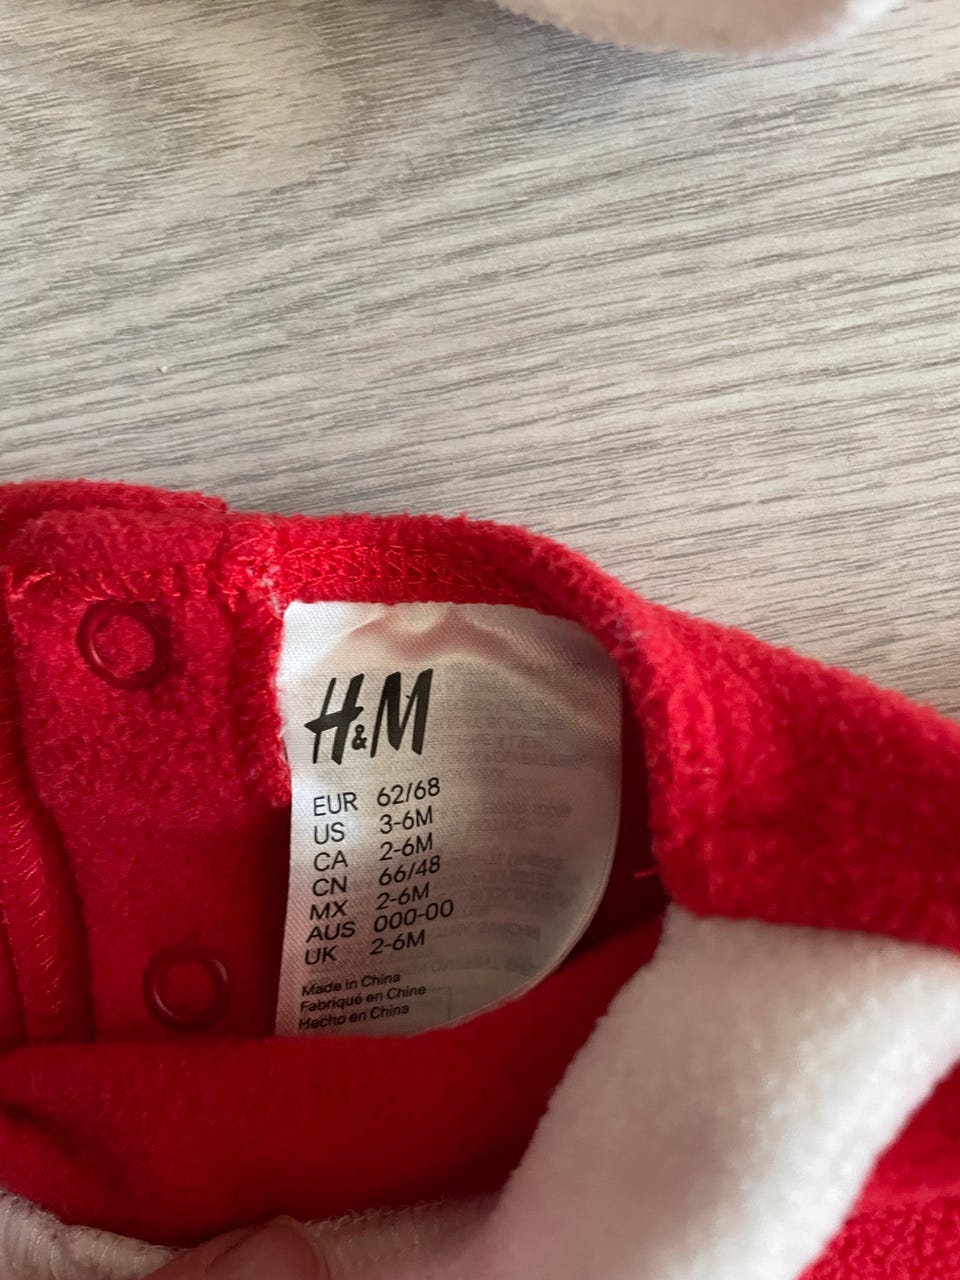 H&M
EUR 62/68
US 3-6M
CA 2-6M
CN 66/48
MX 2-6M
AUS 000-00
UK 2-6M
Made in China
Fabriqué en Chine
Hecho en China